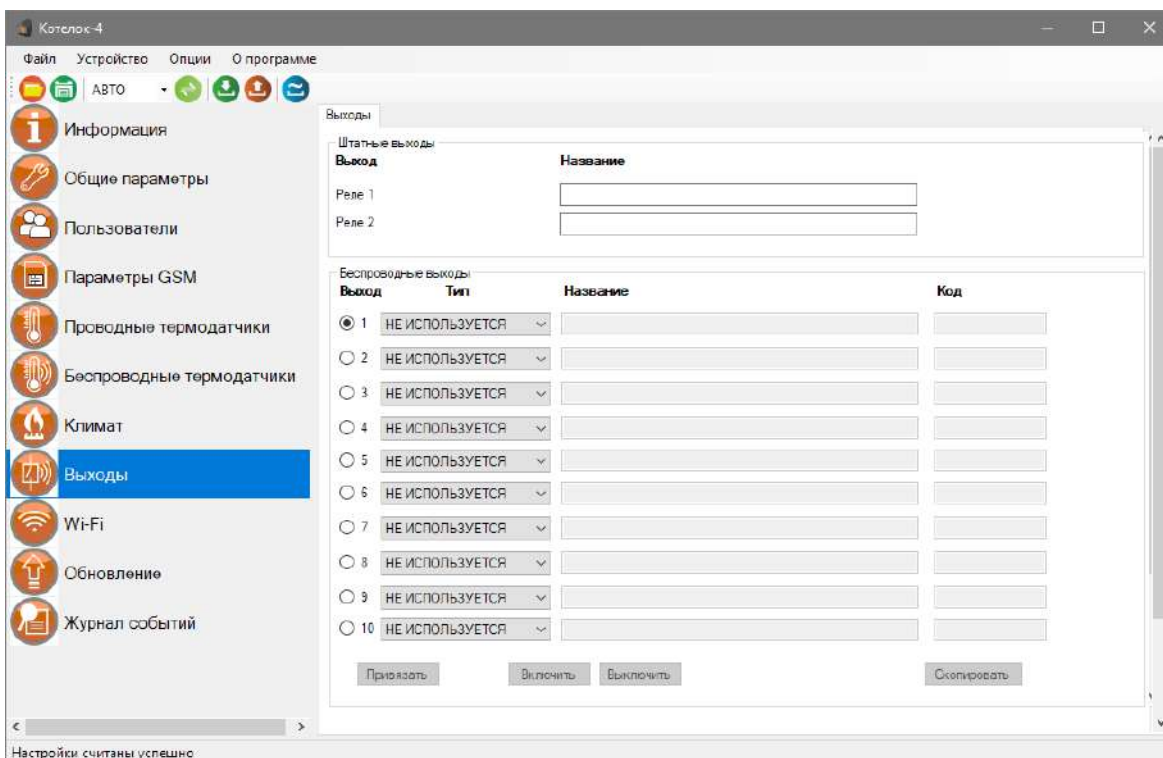 Котелок-4
Файл Устройство Опции О программе
АВТО
Информация
Общие параметры
Пользователи
Параметры GSM
Проводные термодатчики
Беспроводные термодатчики
Климат
Выходы
Wi-Fi
Обновление
Журнал событий
Выходы
Штатные выходы
Выход Название
Реле 1
Реле 2
Беспроводные выходы
Выход Тип Название Код
1 НЕ ИСПОЛЬЗУЕТСЯ
2 НЕ ИСПОЛЬЗУЕТСЯ
3 НЕ ИСПОЛЬЗУЕТСЯ
4 НЕ ИСПОЛЬЗУЕТСЯ
5 НЕ ИСПОЛЬЗУЕТСЯ
6 НЕ ИСПОЛЬЗУЕТСЯ
7 НЕ ИСПОЛЬЗУЕТСЯ
8 НЕ ИСПОЛЬЗУЕТСЯ
9 НЕ ИСПОЛЬЗУЕТСЯ
10 НЕ ИСПОЛЬЗУЕТСЯ
Привязать Включить Выключить Скопировать
Настройки считаны успешно